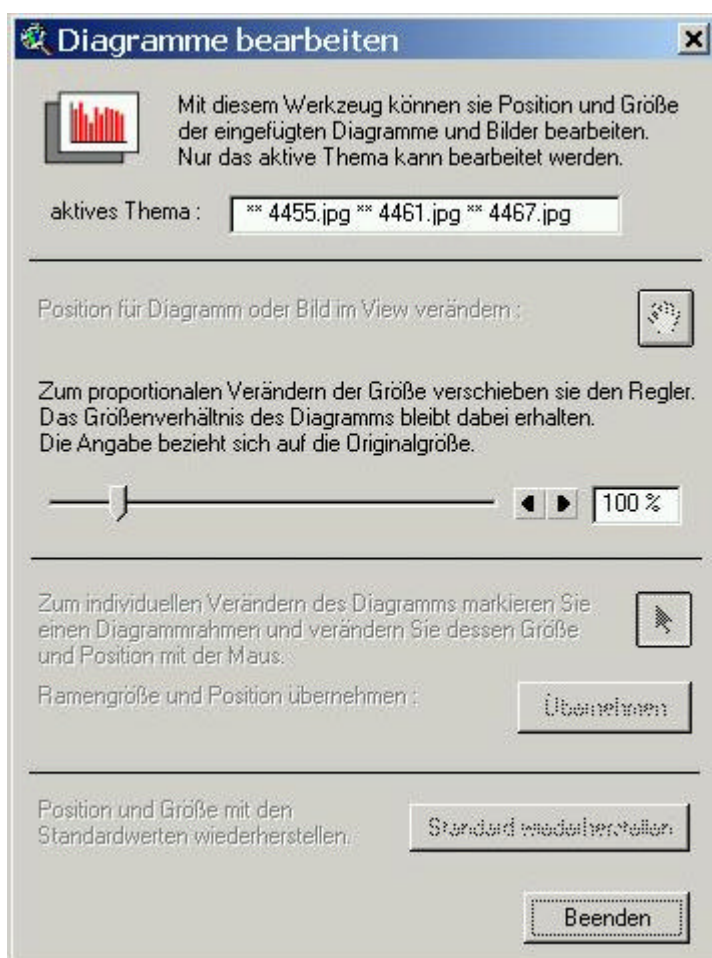 Diagramme bearbeiten
Mit diesem Werkzeug können sie Position und Größe
der eingefügten Diagramme und Bilder bearbeiten.
Nur das aktive Thema kann bearbeitet werden.
aktives Thema : ** 4455.jpg ** 4461.jpg ** 4467.jpg
Position für Diagramm oder Bild im View verändern :
Zum proportionalen Verändern der Größe verschieben sie den Regler.
Das Größenverhältnis des Diagramms bleibt dabei erhalten.
Die Angabe bezieht sich auf die Originalgröße.
100 %
Zum individuellen Verändern des Diagramms markieren Sie
einen Diagrammrahmen und verändern Sie dessen Größe
und Position mit der Maus.
Ramengröße und Position übernehmen :
Übernehmen
Position und Größe mit den
Standardwerten wiederherstellen.
Standard wiederherstellen
Beenden